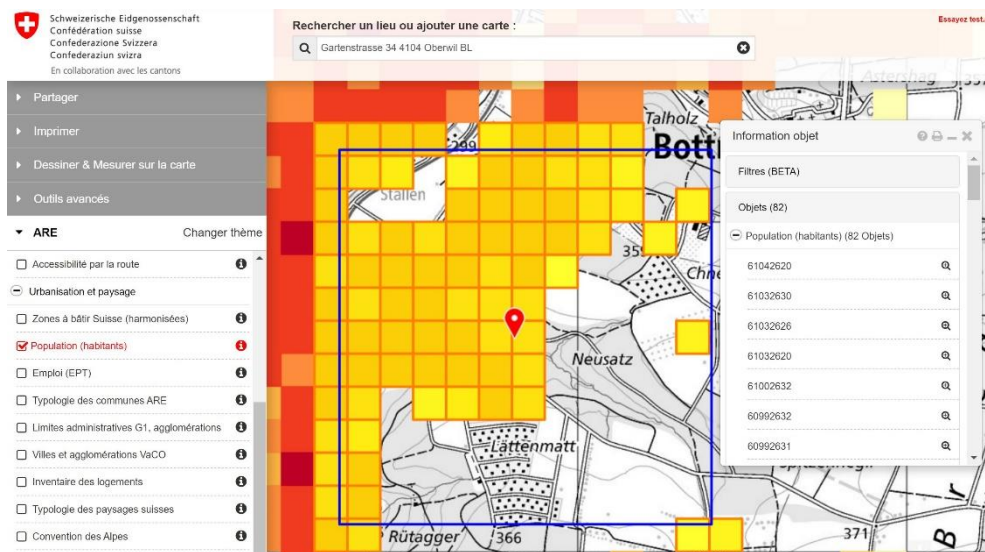 Schweizerische Eidgenossenschaft
Confédération suisse
Confederazione Svizzera
Confederaziun svizra
En collaboration avec les cantons
Rechercher un lieu ou ajouter une carte :
Gartenstrasse 34 4104 Oberwil BL
Essayez test.
Partager
Imprimer
Dessiner & Mesurer sur la carte
Outils avancés
ARE
Changer thème
Accessibilité par la route
Urbanisation et paysage
Zones à bâtir Suisse (harmonisées)
Population (habitants)
Emploi (EPT)
Typologie des communes ARE
Limites administratives G1, agglomérations
Villes et agglomérations VaCO
Inventaire des logements
Typologie des paysages suisses
Convention des Alpes
Astershag
Talholz
299
Bott
Stallen
Neusatz
Lättenmatt
Rütagger
366
371
Information objet
Filtres (BETA)
Objets (82)
Population (habitants) (82 Objets)
61042620
61032630
61032626
61032620
61002632
60992632
60992631